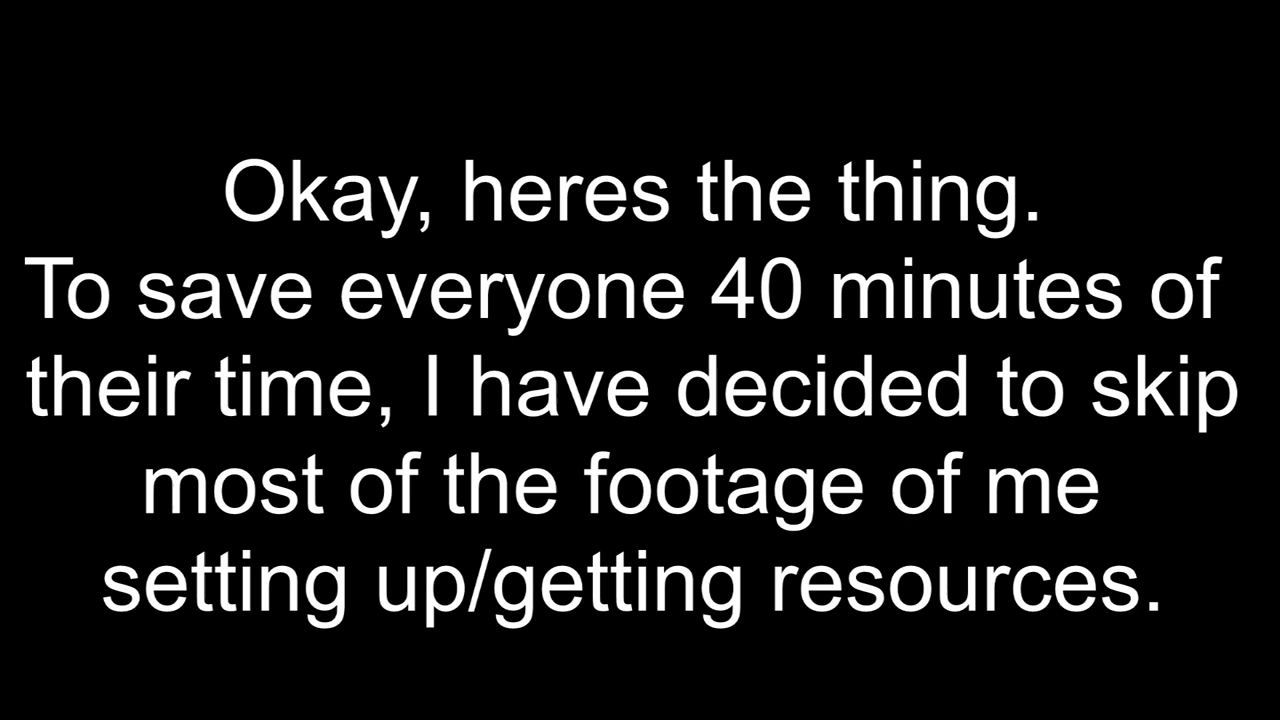 Okay, heres the thing.
To save everyone 40 minutes of
their time, I have decided to skip
most of the footage of me
setting up/getting resources.